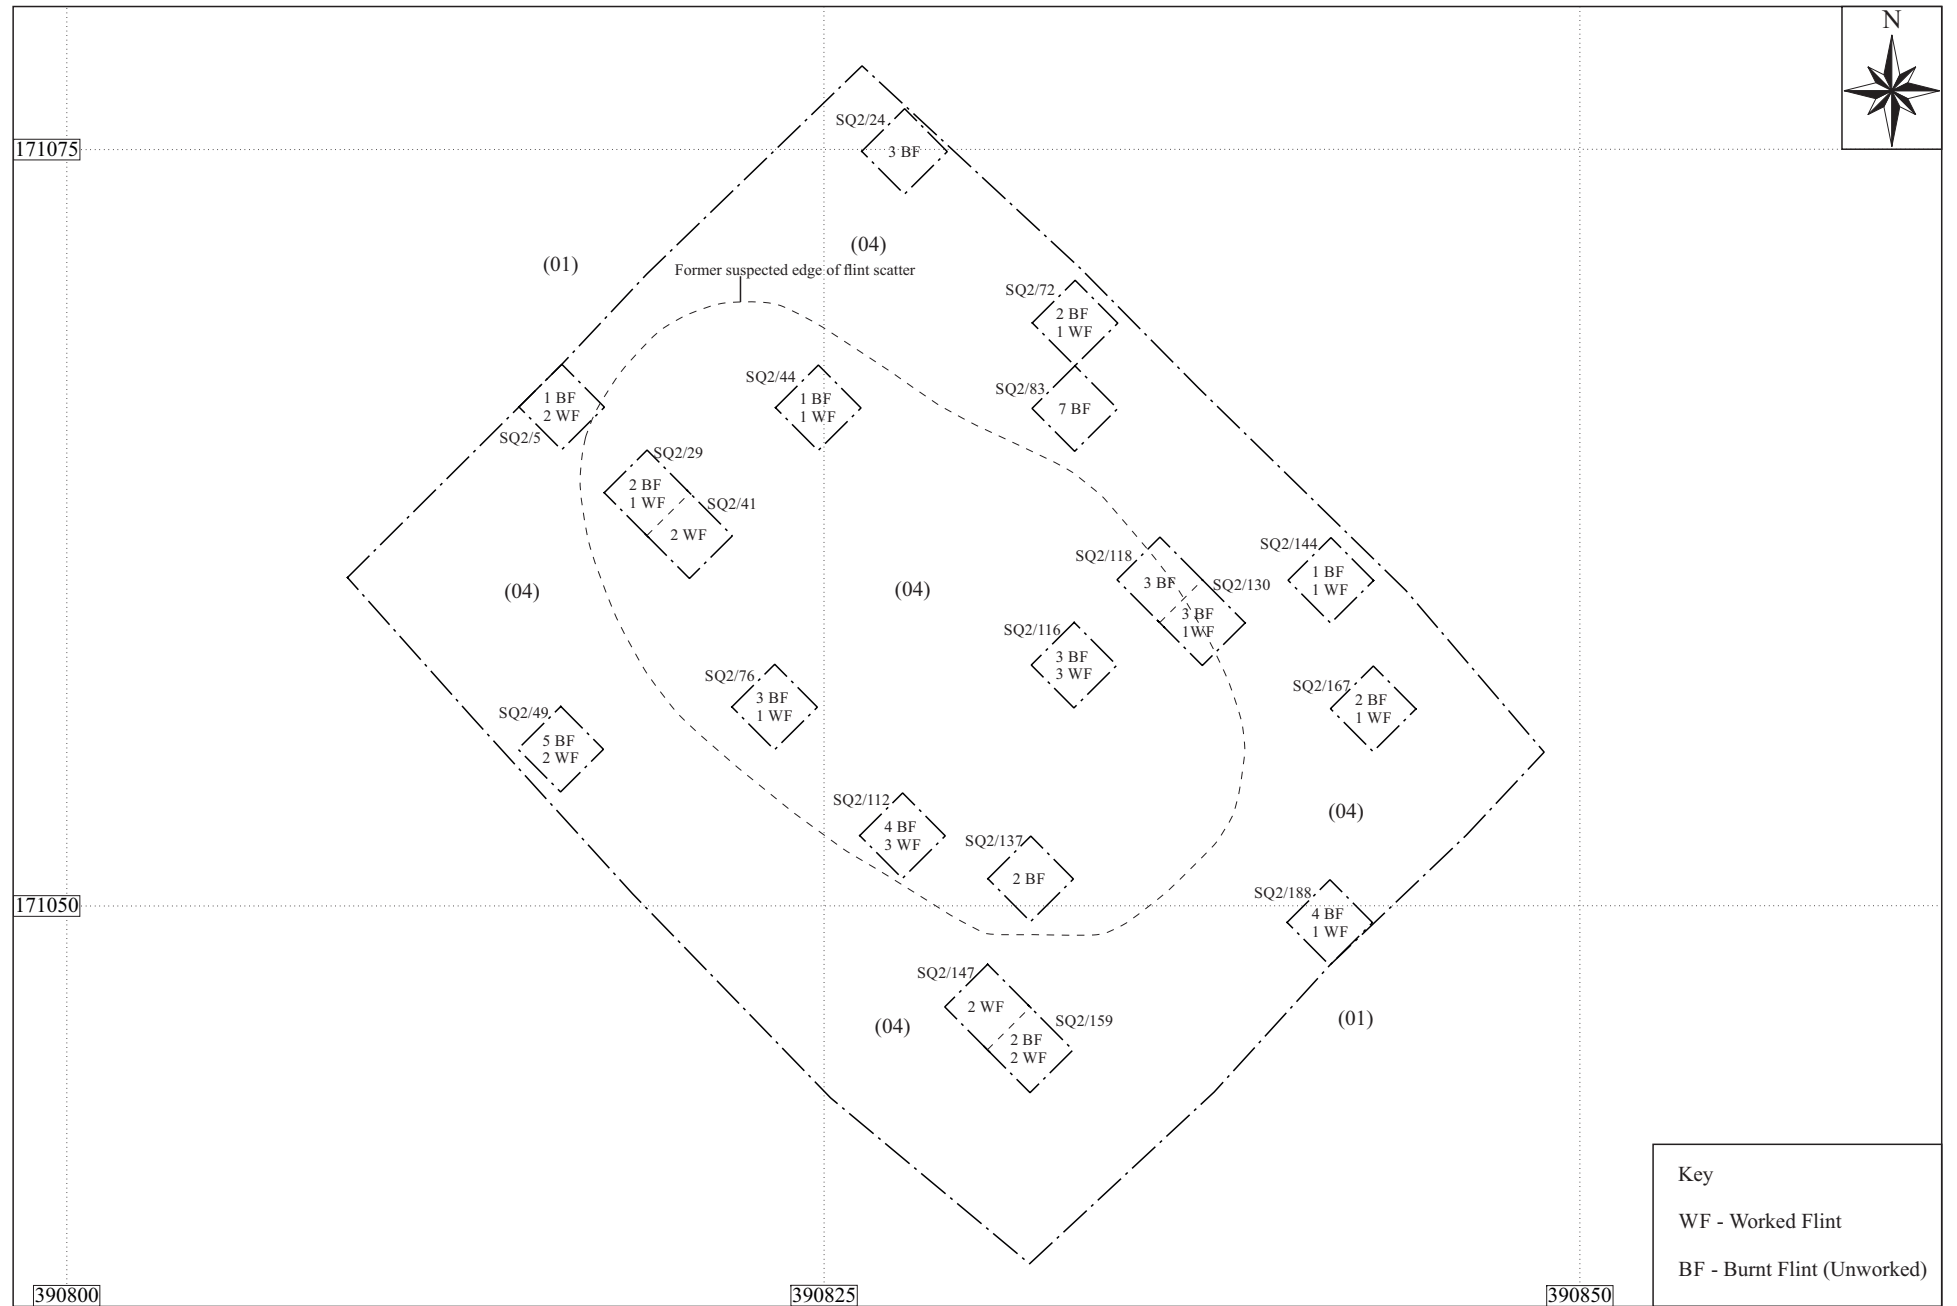 N
SQ2/24
171075
3 BF
(04)
(01)
Former suspected edge of flint scatter
SQ2/72
2 BF
1 WF
SQ2/44
SQ2/83
1 BF
2 WF
1 BF
1 WF
7 BF
SQ2/5
SQ2/29
2 BF
1 WF
SQ2/41
2 WF
SQ2/118
3 BF
SQ2/130
3 BF
1WF
SQ2/144
1 BF
1 WF
(04)
(04)
SQ2/116
3 BF
3 WF
SQ2/76
3 BF
1 WF
SQ2/167
2 BF
1 WF
SQ2/49
5 BF
2 WF
SQ2/112
4 BF
3 WF
(04)
SQ2/137
2 BF
SQ2/188
4 BF
1 WF
171050
SQ2/147
2 WF
SQ2/159
2 BF
2 WF
(04)
(01)
Key
WF - Worked Flint
BF - Burnt Flint (Unworked)
390800
390825
390850